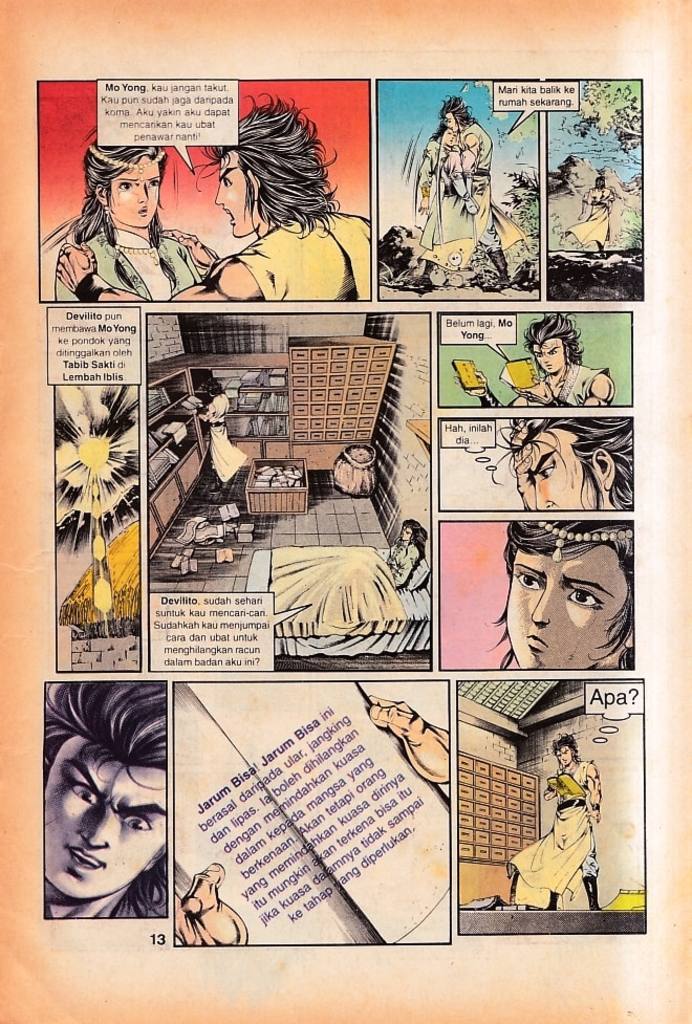 Mo Yong, kau jangan takut.
Kau pun sudah jaga daripada
koma. Aku yakin aku dapat
mencarikan kau ubat
penawar nanti!
Mari kita balik ke
rumah sekarang.
Devilito pun
membawa Mo Yong
ke pondok yang
ditinggalkan oleh
Tabib Sakti di
Lembah Iblis
Belum lagi, Mo
Yong...
Hah, inilah
dia...
Devilito, sudah sehari
suntuk kau mencari-cari.
Sudahkah kau menjumpai
cara dan ubat untuk
menghilangkan racun
dalam badan aku ini?
Jarum Bisa! Jarum Bisa ini
berasal daripada ular, jangking
dan lipas. Ia boleh dihilangkan
dengan memindahkan kuasa
dalam kepada mangsa yang
berkenaan. Akan tetapi orang
yang memindahkan kuasa dirinya
itu mungkin akan terkena bisa itu
jika kuasa dalamnya tidak sampai
ke tahap yang diperlukan.
Apa?
13